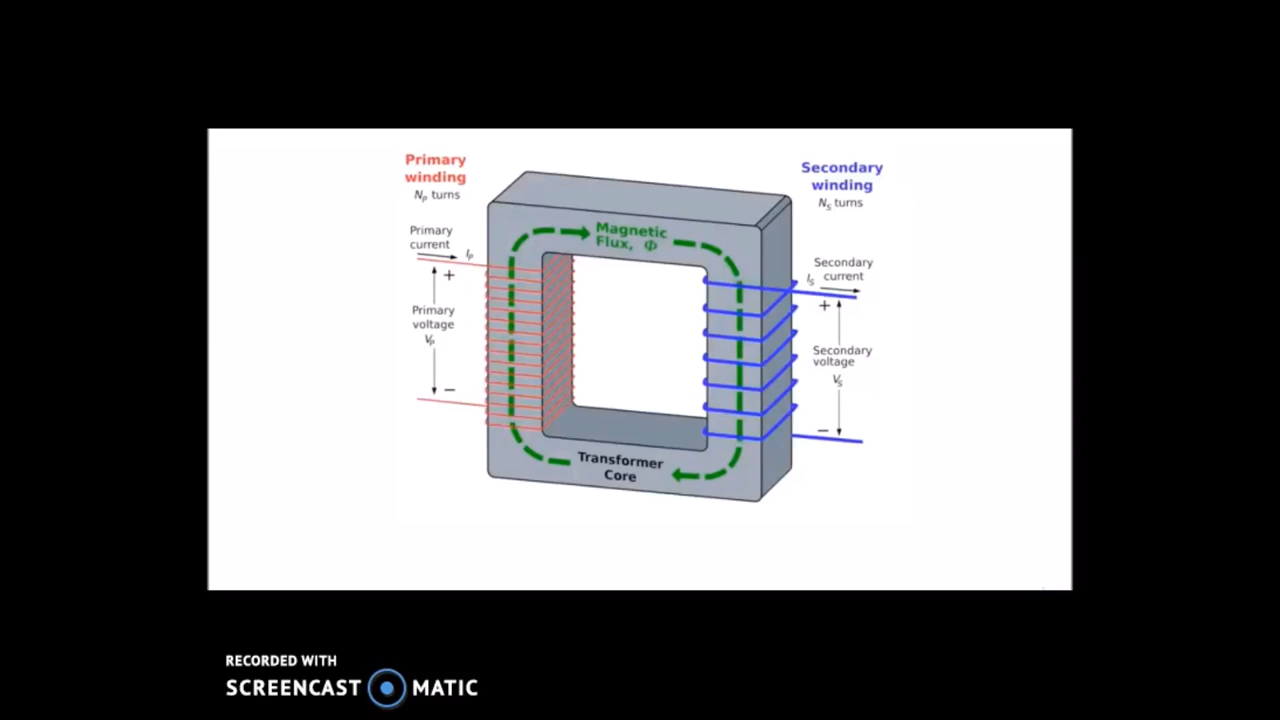 Primary
winding
Np turns
Primary
current
Ip
+
Primary
voltage
Vp
−
Magnetic
Flux, Φ
Transformer
Core
Secondary
winding
Ns turns
Secondary
current
Is
+
Secondary
voltage
Vs
−
RECORDED WITH
SCREENCAST MATIC